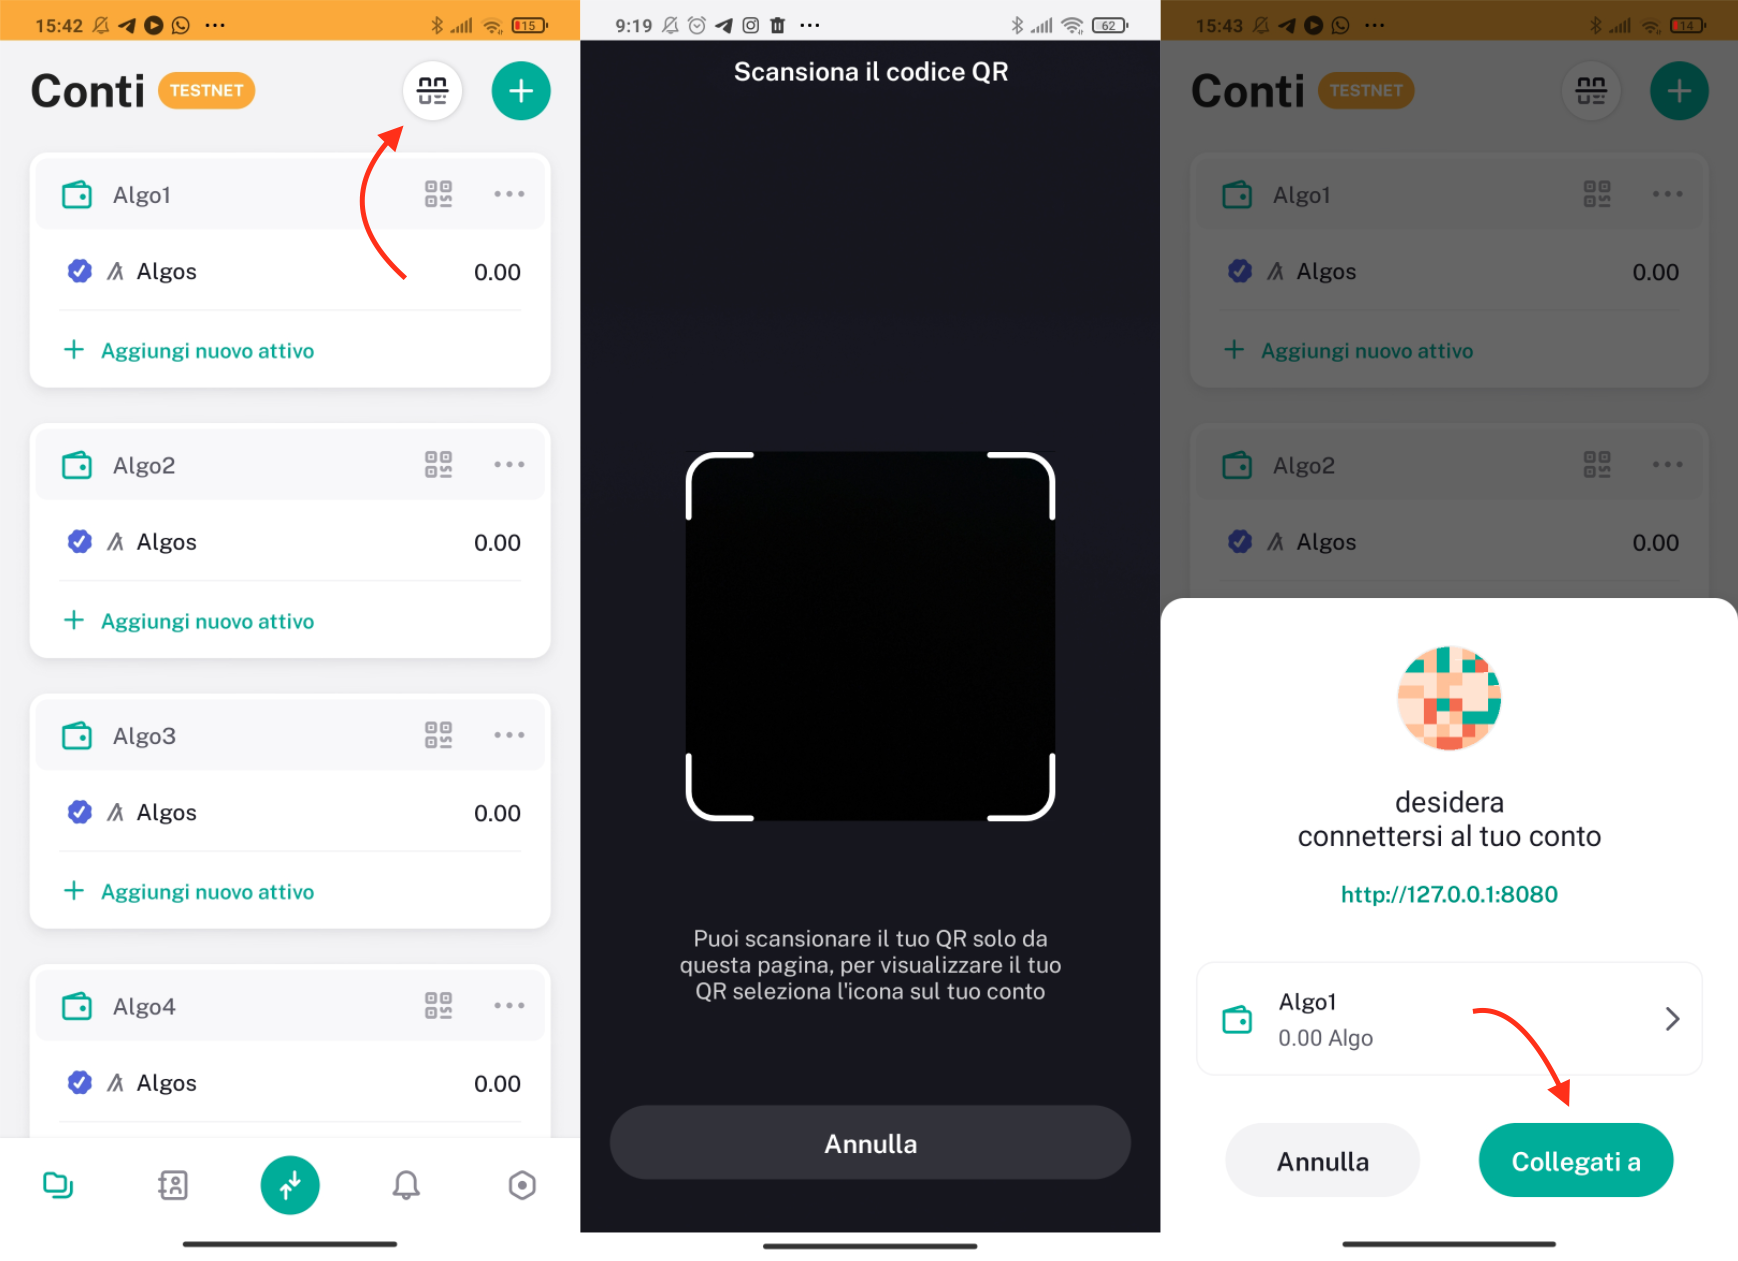 15:42
15
Conti
TESTNET
Algo1
Algos
0.00
Aggiungi nuovo attivo
Algo2
Algos
0.00
Aggiungi nuovo attivo
Algo3
Algos
0.00
Aggiungi nuovo attivo
Algo4
Algos
0.00
9:19
62
Scansiona il codice QR
Puoi scansionare il tuo QR solo da
questa pagina, per visualizzare il tuo
QR seleziona l'icona sul tuo conto
Annulla
15:43
14
Conti
TESTNET
Algo1
Algos
0.00
Aggiungi nuovo attivo
Algo2
Algos
0.00
desidera
connettersi al tuo conto
http://127.0.0.1:8080
Algo1
0.00 Algo
Annulla
Collegati a